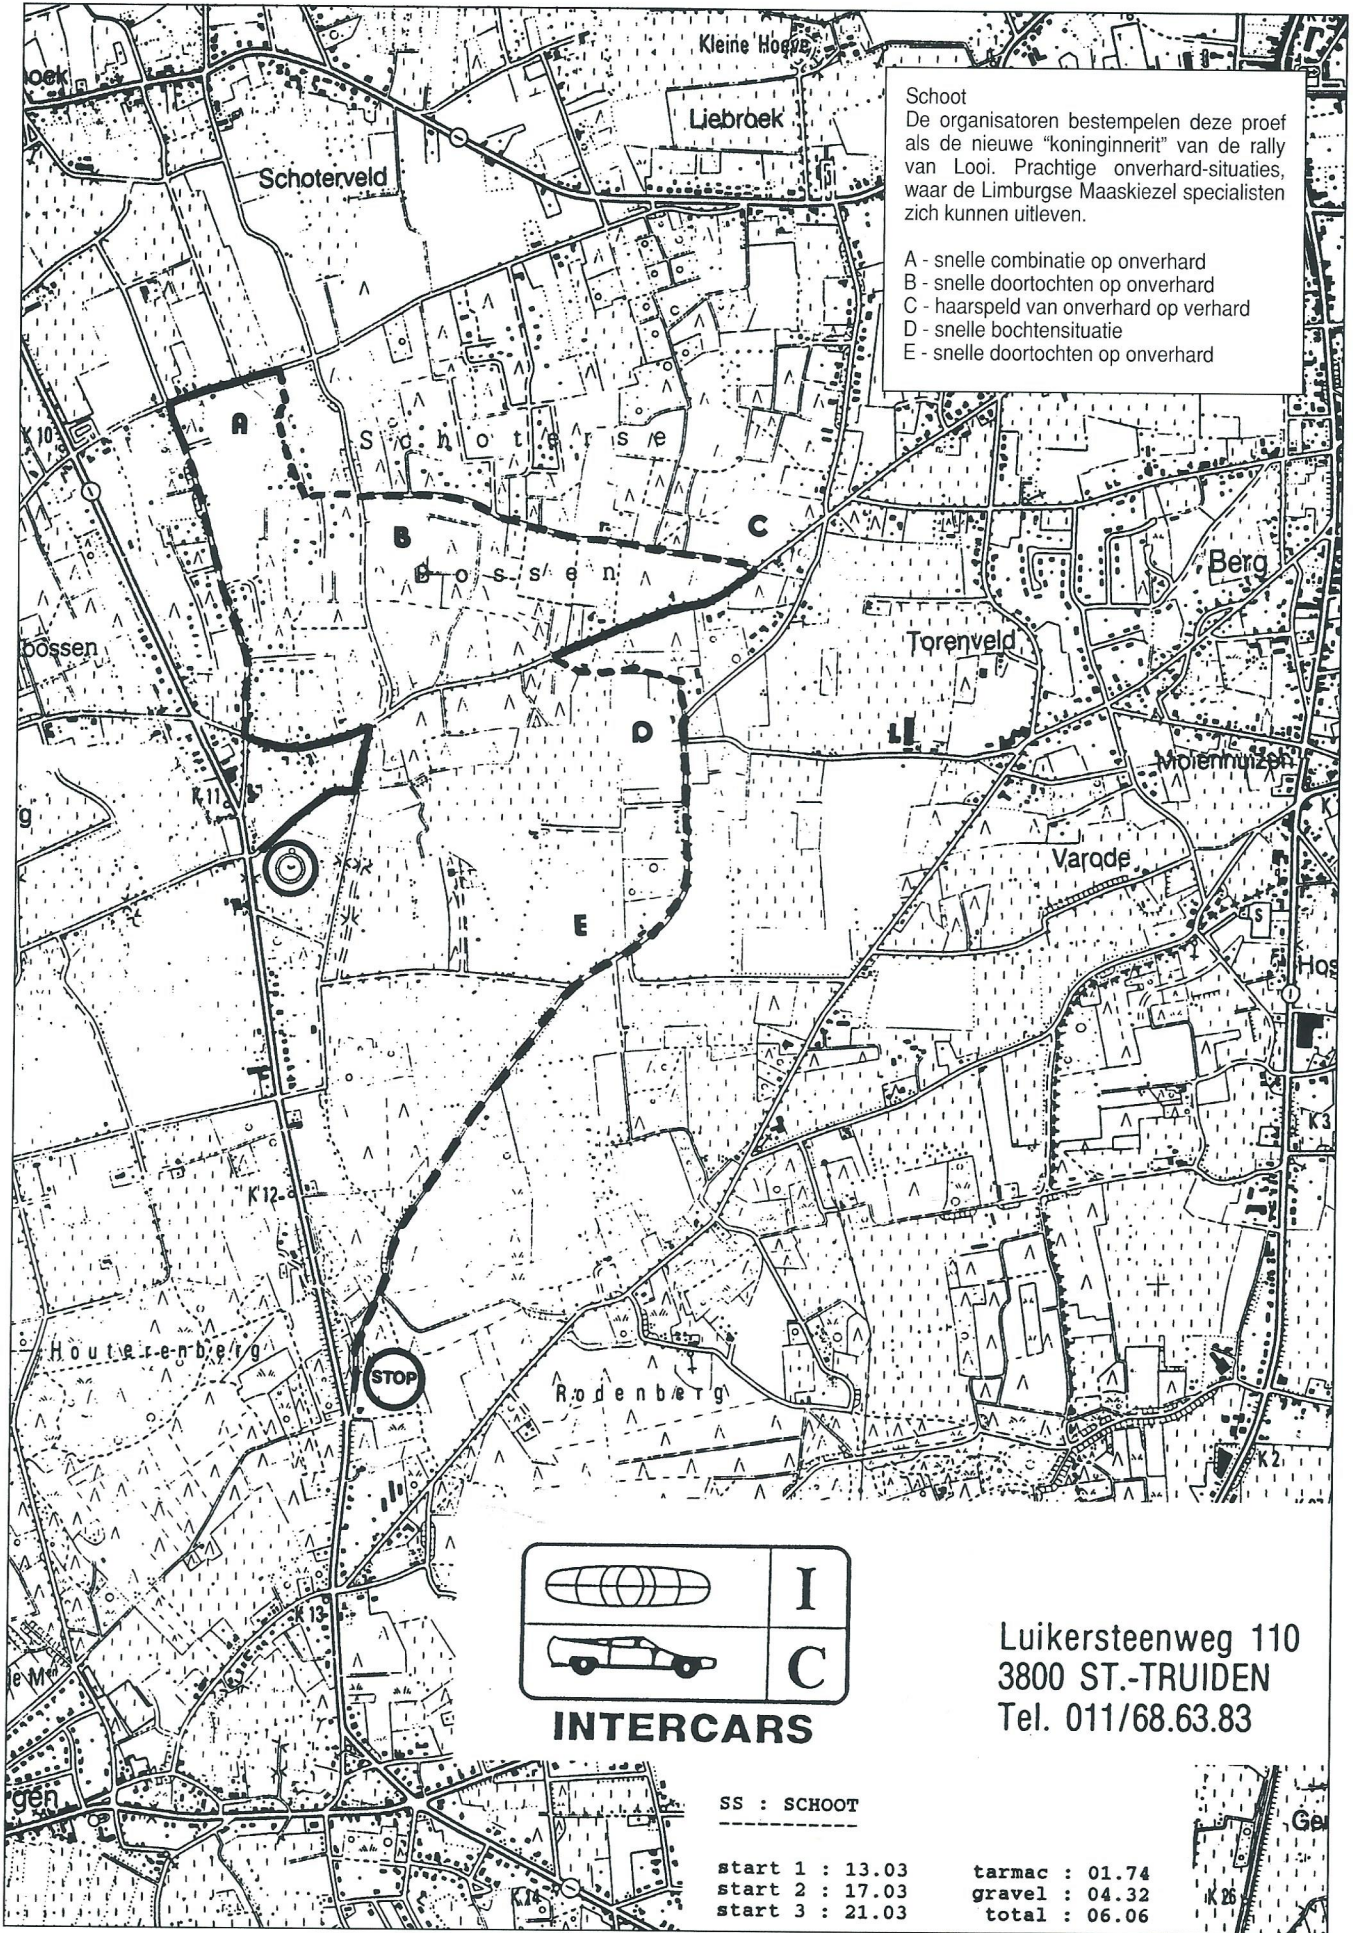 Kleine Hoeve
oek
Liebroek
Schoterveld
Schoot
De organisatoren bestempelen deze proef
als de nieuwe “koninginnerit” van de rally
van Looi. Prachtige onverhard-situaties,
waar de Limburgse Maaskiezel specialisten
zich kunnen uitleven.
A - snelle combinatie op onverhard
B - snelle doortochten op onverhard
C - haarspeld van onverhard op verhard
D - snelle bochtensituatie
E - snelle doortochten op onverhard
A
K 10
Schoterse
B
C
Bossen
Berg
bossen
Torenveld
D
Molenhuizen
K 11
g
K
Varode
S
E
Hos
K 3
K 12
Houterenberg
STOP
Rodenberg
K 2
K 13
I
C
INTERCARS
Luikersteenweg 110
3800 ST.-TRUIDEN
Tel. 011/68.63.83
gen
Ge
K 14
K 26
SS : SCHOOT
-----------
start 1 : 13.03 tarmac : 01.74
start 2 : 17.03 gravel : 04.32
start 3 : 21.03 total : 06.06